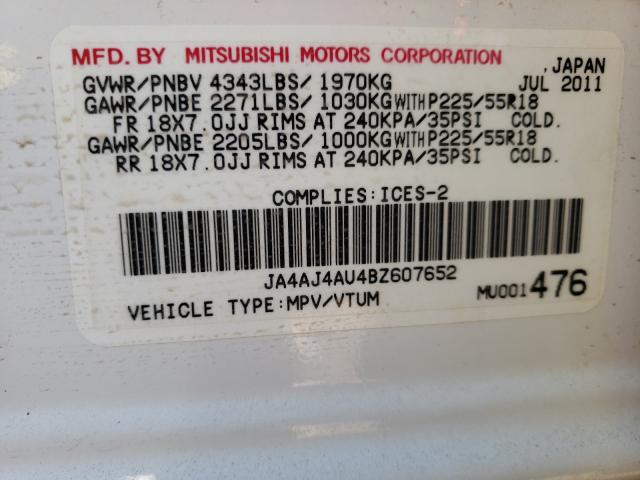 MFD. BY MITSUBISHI MOTORS CORPORATION , JAPAN
GVWR/PNBV 4343LBS/ 1970KG JUL 2011
GAWR/PNBE 2271LBS/ 1030KG WITH P225/55R18
FR 18X7.0JJ RIMS AT 240KPA/35PSI COLD.
GAWR/PNBE 2205LBS/ 1000KG WITH P225/55R18
RR 18X7.0JJ RIMS AT 240KPA/35PSI COLD.
COMPLIES:ICES-2
JA4AJ4AU4BZ607652
VEHICLE TYPE:MPV/VTUM MU001476